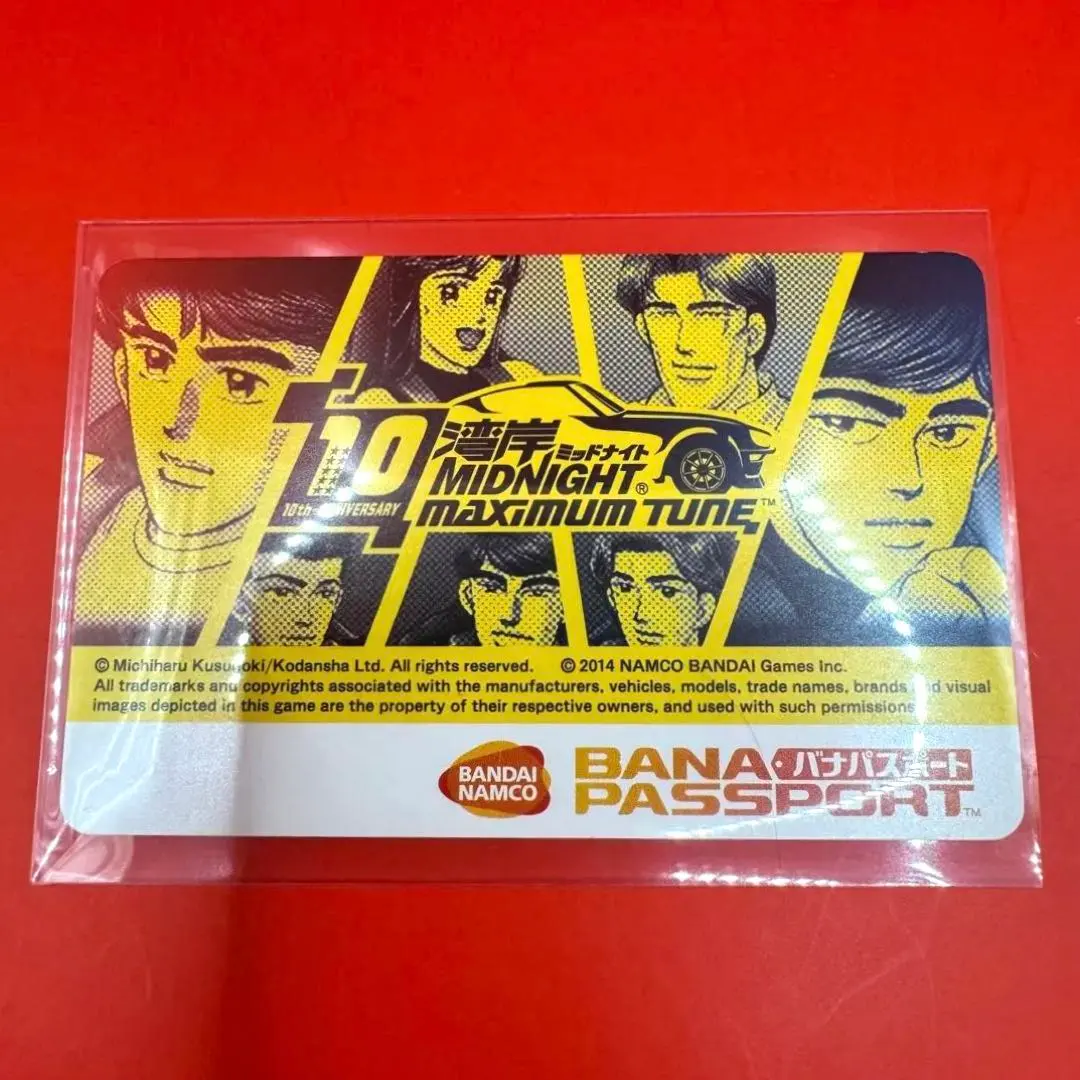 10
10th ANNIVERSARY
湾岸 ミッドナイト
MIDNIGHT®
MAXIMUM TUNE™
© Michiharu Kusunoki/Kodansha Ltd. All rights reserved. © 2014 NAMCO BANDAI Games Inc.
All trademarks and copyrights associated with the manufacturers, vehicles, models, trade names, brands and visual
images depicted in this game are the property of their respective owners, and used with such permissions.
BANDAI
NAMCO
BANA・バナパスポート
PASSPORT™